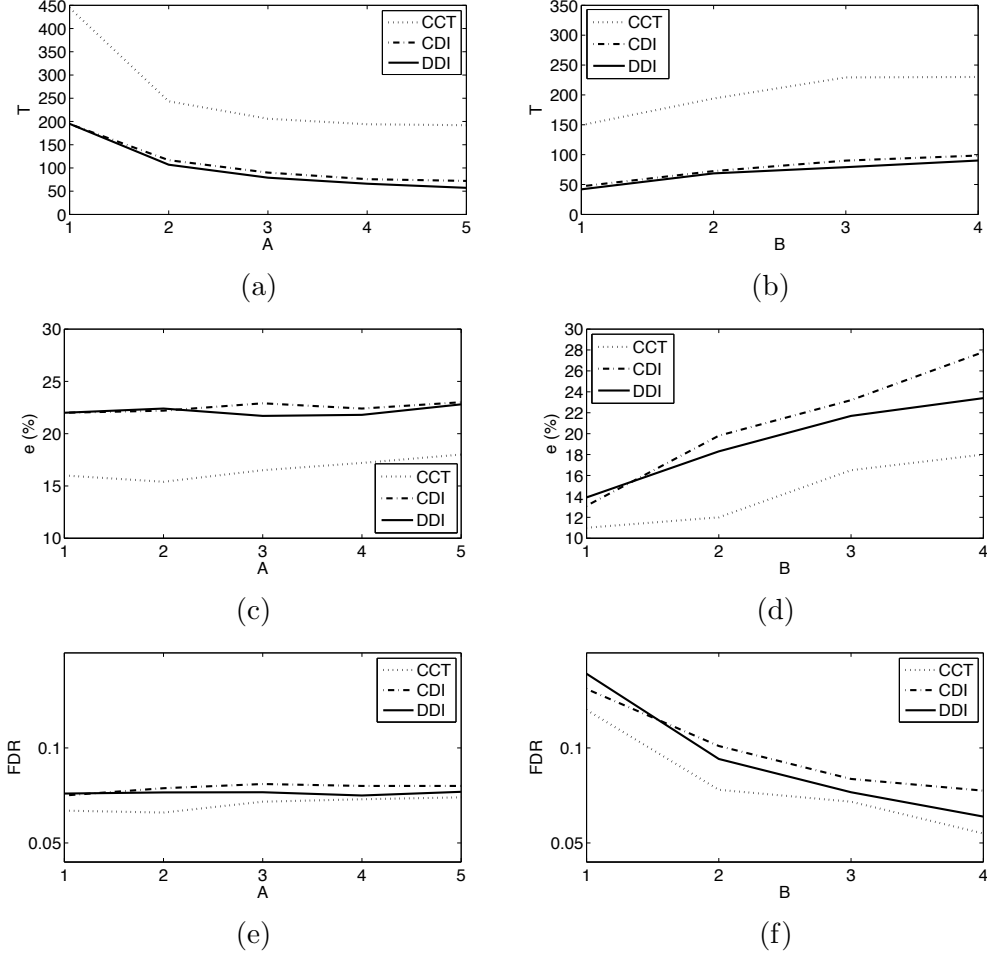 450
400
350
300
250
200
150
100
50
0
T
1 2 3 4 5
A
CCT
CDI
DDI
(a)
350
300
250
200
150
100
50
0
T
1 2 3 4
B
CCT
CDI
DDI
(b)
30
25
20
15
10
e (%)
1 2 3 4 5
A
CCT
CDI
DDI
(c)
30
28
26
24
22
20
18
16
14
12
10
e (%)
1 2 3 4
B
CCT
CDI
DDI
(d)
0.1
0.05
FDR
1 2 3 4 5
A
CCT
CDI
DDI
(e)
0.1
0.05
FDR
1 2 3 4
B
CCT
CDI
DDI
(f)